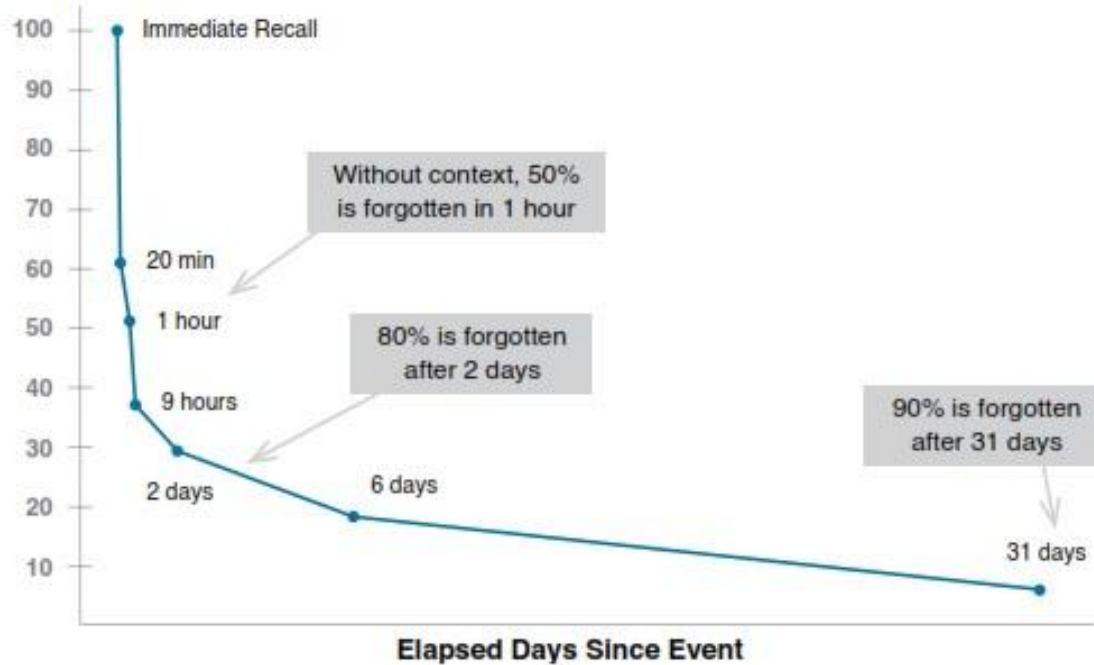 100
Immediate Recall
90
80
Without context, 50%
is forgotten in 1 hour
70
60
20 min
50
1 hour
80% is forgotten
after 2 days
40
9 hours
90% is forgotten
after 31 days
30
2 days
6 days
20
31 days
10
Elapsed Days Since Event